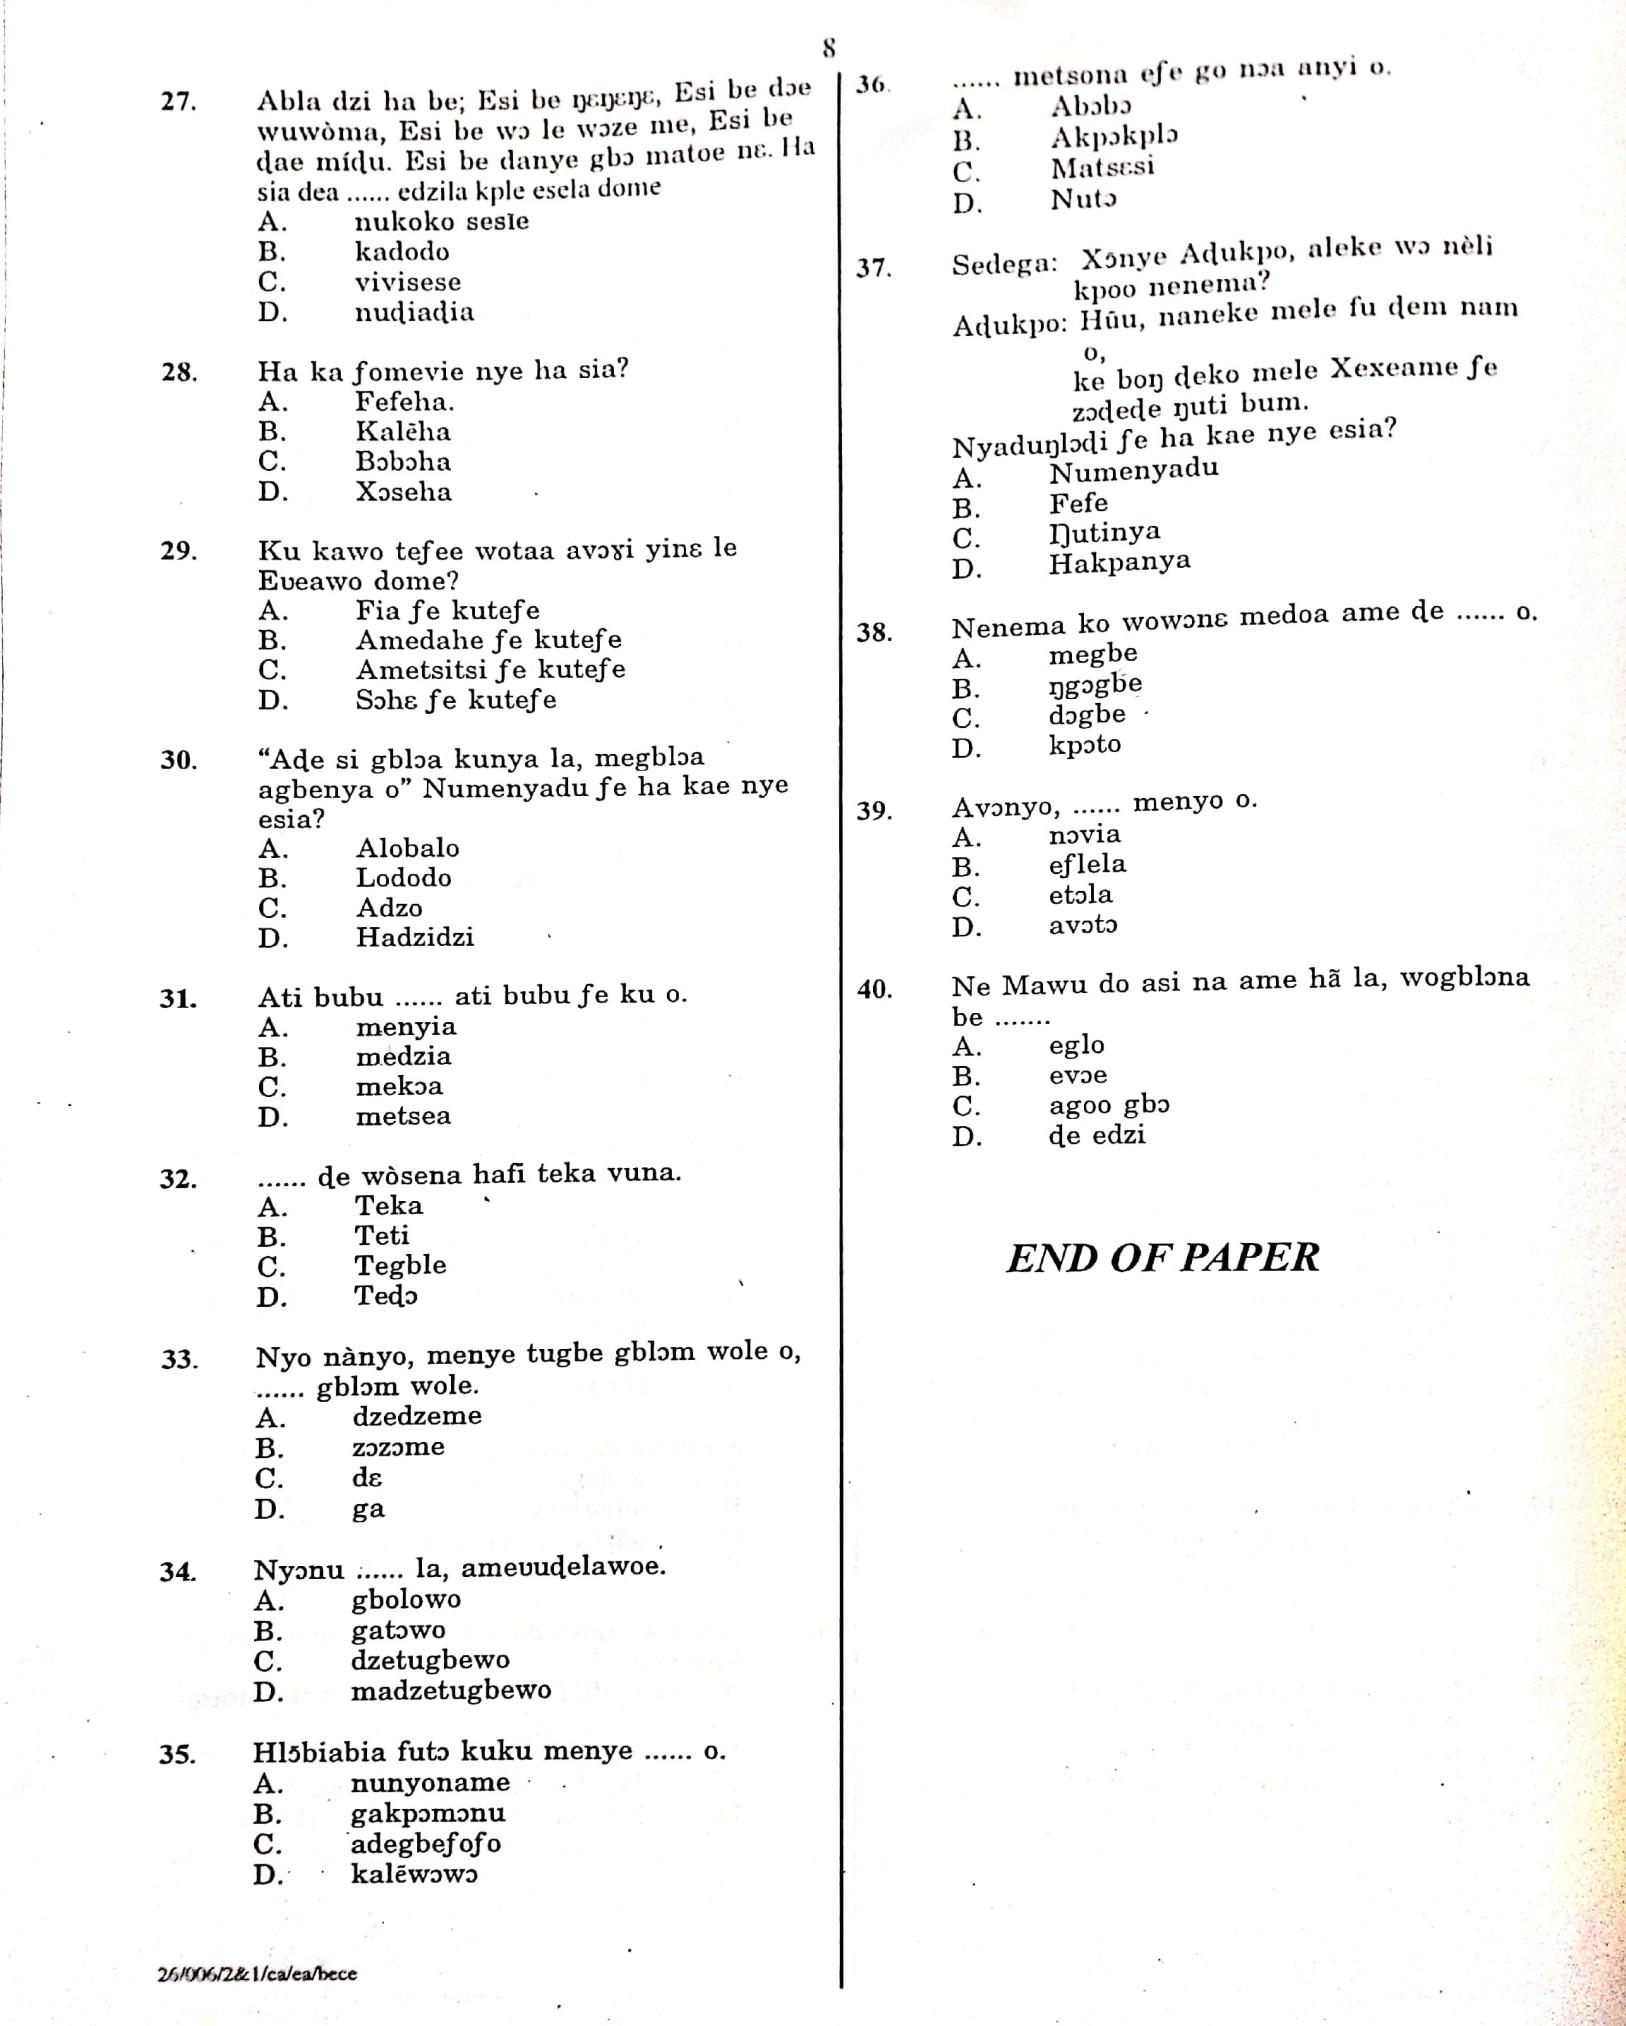 8
27. Abla dzi ha be; Esi be ŋɛŋɛŋɛ, Esi be dɔe
wuwòma, Esi be wɔ le wɔze me, Esi be
ɖae míɖu. Esi be danye gbɔ matoe nɛ. Ha
sia dea ...... edzila kple esela dome
A. nukoko sesĩe
B. kadodo
C. vivisese
D. nuɖiaɖia
28. Ha ka ƒomevie nye ha sia?
A. Fefeha.
B. Kalẽha
C. Bɔbɔha
D. Xɔseha
29. Ku kawo teƒee wotaa avɔɣi yinɛ le
Eʋeawo dome?
A. Fia ƒe kuteƒe
B. Amedahe ƒe kuteƒe
C. Ametsitsi ƒe kuteƒe
D. Sɔhɛ ƒe kuteƒe
30. “Aɖe si gblɔa kunya la, megblɔa
agbenya o” Numenyadu ƒe ha kae nye
esia?
A. Alobalo
B. Lododo
C. Adzo
D. Hadzidzi
31. Ati bubu ...... ati bubu ƒe ku o.
A. menyia
B. medzia
C. mekɔa
D. metsea
32. ...... ɖe wòsena hafi teka vuna.
A. Teka
B. Teti
C. Tegble
D. Tedɔ
33. Nyo nànyo, menye tugbe gblɔm wole o,
...... gblɔm wole.
A. dzedzeme
B. zɔzɔme
C. dɛ
D. ga
34. Nyɔnu ...... la, ameʋuɖelawoe.
A. gbolowo
B. gatɔwo
C. dzetugbewo
D. madzetugbewo
35. Hlɔ̃biabia futɔ kuku menye ...... o.
A. nunyoname
B. gakpɔmɔnu
C. adegbeƒoƒo
D. kalẽwɔwɔ
26/006/2&1/ca/ea/bece
36. ...... metsona eƒe go nɔa anyi o.
A. Abɔbɔ
B. Akpɔkplɔ
C. Matsɛsi
D. Nutɔ
37. Sedega: Xɔ̃nye Aɖukpo, aleke wɔ nèli
kpoo nenema?
Aɖukpo: Hũu, naneke mele fu ɖem nam
o,
ke boŋ ɖeko mele Xexeame ƒe
zɔɖeɖe ŋuti bum.
Nyaduŋlɔɖi ƒe ha kae nye esia?
A. Numenyadu
B. Fefe
C. Ŋutinya
D. Hakpanya
38. Nenema ko wowɔnɛ medoa ame ɖe ...... o.
A. megbe
B. ŋgɔgbe
C. dɔgbe
D. kpɔto
39. Avɔnyo, ...... menyo o.
A. nɔvia
B. eƒlela
C. etɔla
D. avɔtɔ
40. Ne Mawu do asi na ame hã la, wogblɔna
be .......
A. eglo
B. evɔe
C. agoo gbɔ
D. ɖe edzi
END OF PAPER